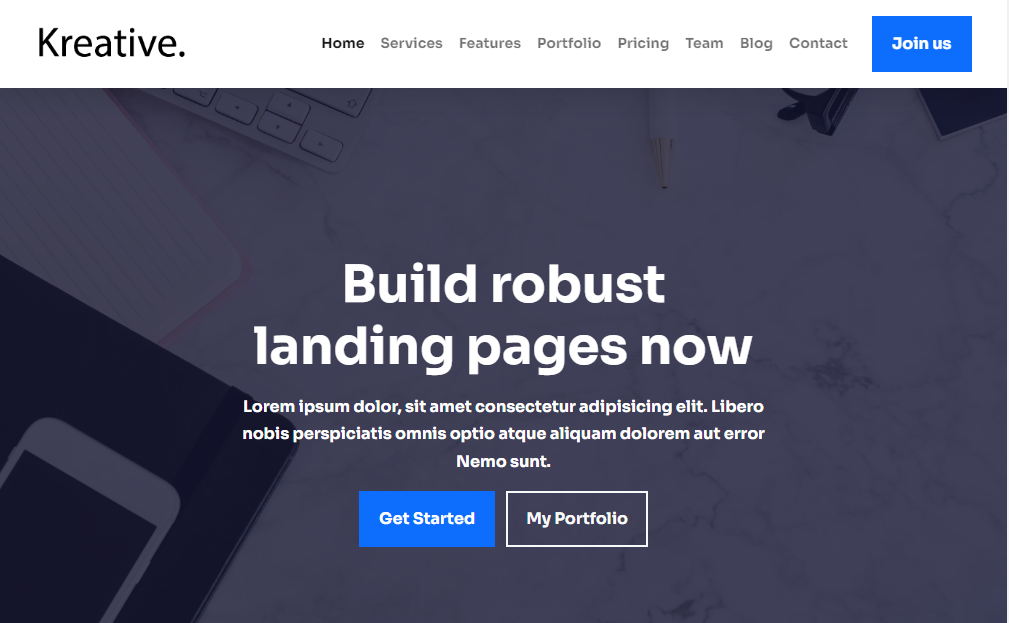 Kreative.
Home Services Features Portfolio Pricing Team Blog Contact Join us
Build robust
landing pages now
Lorem ipsum dolor, sit amet consectetur adipisicing elit. Libero
nobis perspiciatis omnis optio atque aliquam dolorem aut error
Nemo sunt.
Get Started My Portfolio